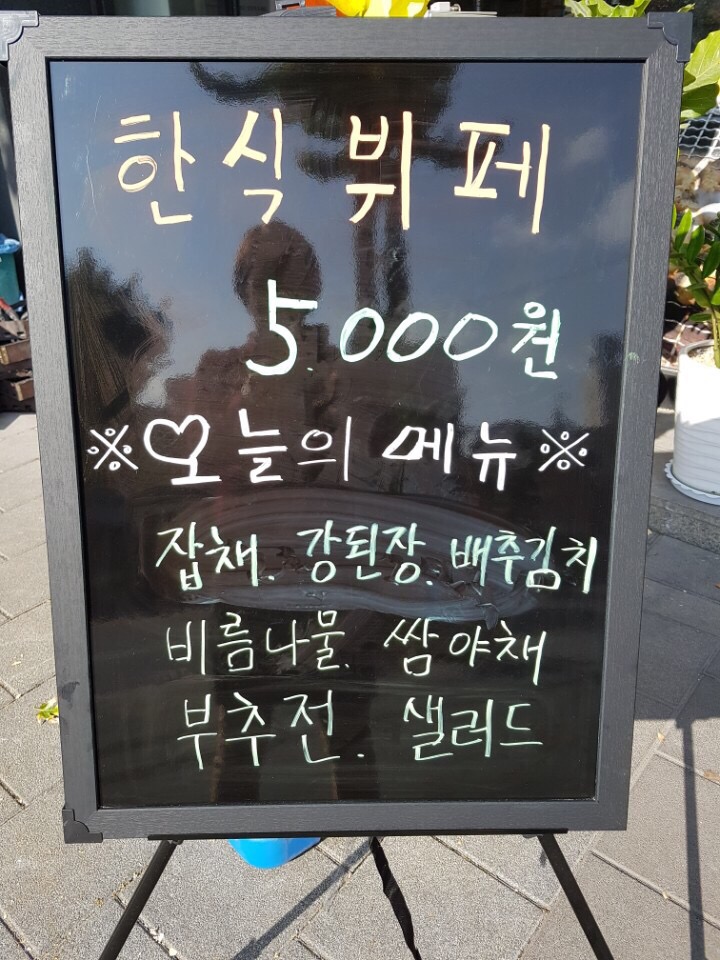 한식뷔페
5.000원
※오늘의 메뉴※
잡채. 강된장. 배추김치
비름나물. 쌈야채
부추전. 샐러드